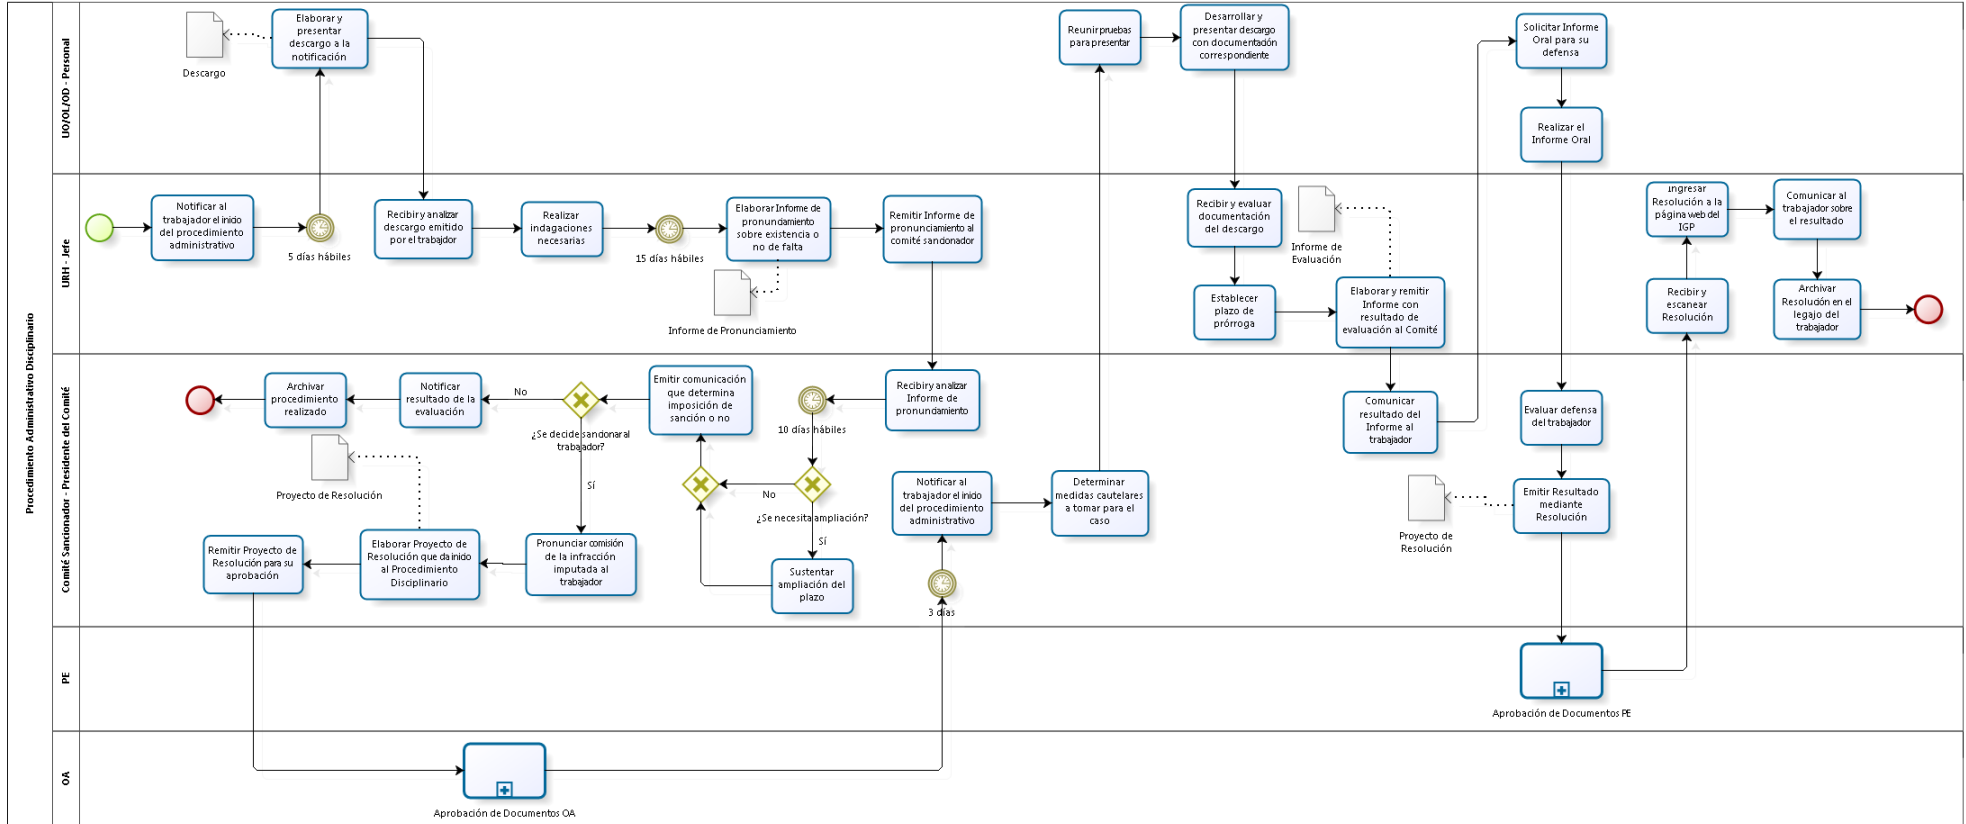 Procedimiento Administrativo Disciplinario
UO/OL/OD - Personal
Descargo
Elaborar y
presentar
descargo a la
notificación
Reunir pruebas
para presentar
Desarrollar y
presentar descargo
con documentación
correspondiente
Solicitar Informe
Oral para su
defensa
Realizar el
Informe Oral
URH - Jefe
Notificar al
trabajador el inicio
del procedimiento
administrativo
5 días hábiles
Recibir y analizar
descargo emitido
por el trabajdor
Realizar
indagaciones
necesarias
15 días hábiles
Elaborar Informe de
pronundamiento
sobre existencia o
no de falta
Informe de Pronunciamiento
Remitir Informe de
pronunciamiento al
comité sancionador
Recibir y evaluar
documentación
del descargo
Establecer
plazo de
prórroga
Informe de
Evaluación
Elaborar y remitir
Informe con
resultado de
evaluación al Comité
Ingresar
Resolución a la
página web del
IGP
Recibir y
escanear
Resolución
Comunicar al
trabajador sobre
el resultado
Archivar
Resolución en el
legajo del
trabajador
Comité Sancionador - Presidente del Comité
Archivar
procedimiento
realizado
Notificar
resultado de la
evaluación
No
¿Se decide sancionar al
trabajador?
Sí
Emitir comunicación
que determina
imposición de
sanción o no
10 días hábiles
Recibir y analizar
Informe de
pronunciamiento
No
¿Se necesita ampliación?
Sí
Sustentar
ampliación del
plazo
Proyecto de Resolución
Remitir Proyecto de
Resolución para su
aprobación
Elaborar Proyecto de
Resolución que da inicio
al Procedimiento
Disciplinario
Pronunciar comisión
de la infracción
imputada al
trabajador
Notificar al
trabajador el inicio
del procedimiento
administrativo
3 días
Determinar
medidas cautelares
a tomar para el
caso
Comunicar
resultado del
Informe al
trabajador
Evaluar defensa
del trabajador
Proyecto de
Resolución
Emitir Resultado
mediante
Resolución
PE
Aprobación de Documentos PE
OA
Aprobación de Documentos OA